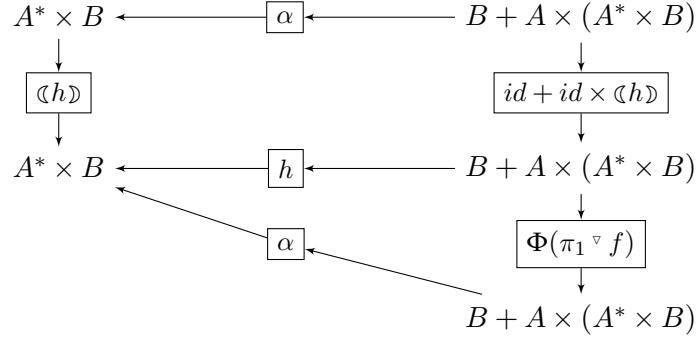 A* × B α B + A × (A* × B)
⦅h⦆ id + id × ⦅h⦆
A* × B h B + A × (A* × B)
Φ(π₁ ▿ f)
α
B + A × (A* × B)